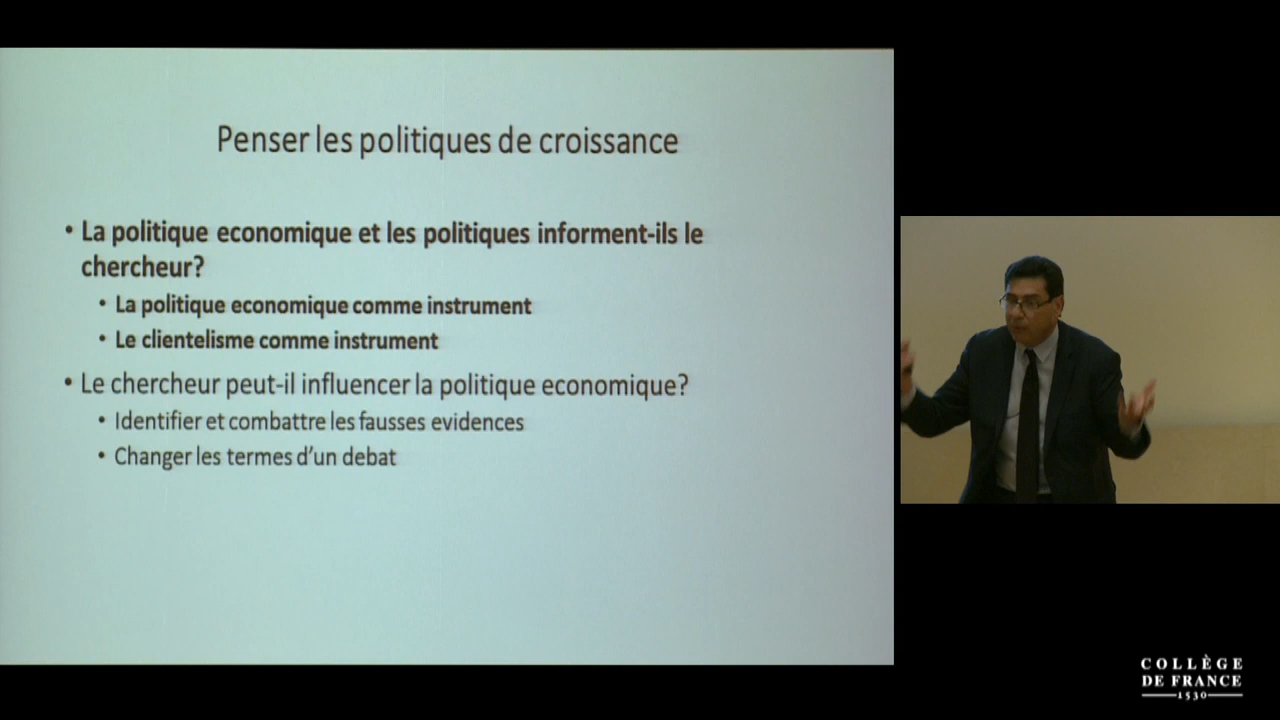 Penser les politiques de croissance
• La politique economique et les politiques informent-ils le
chercheur?
• La politique economique comme instrument
• Le clientelisme comme instrument
• Le chercheur peut-il influencer la politique economique?
• Identifier et combattre les fausses evidences
• Changer les termes d'un debat
COLLÈGE
DE FRANCE
1530